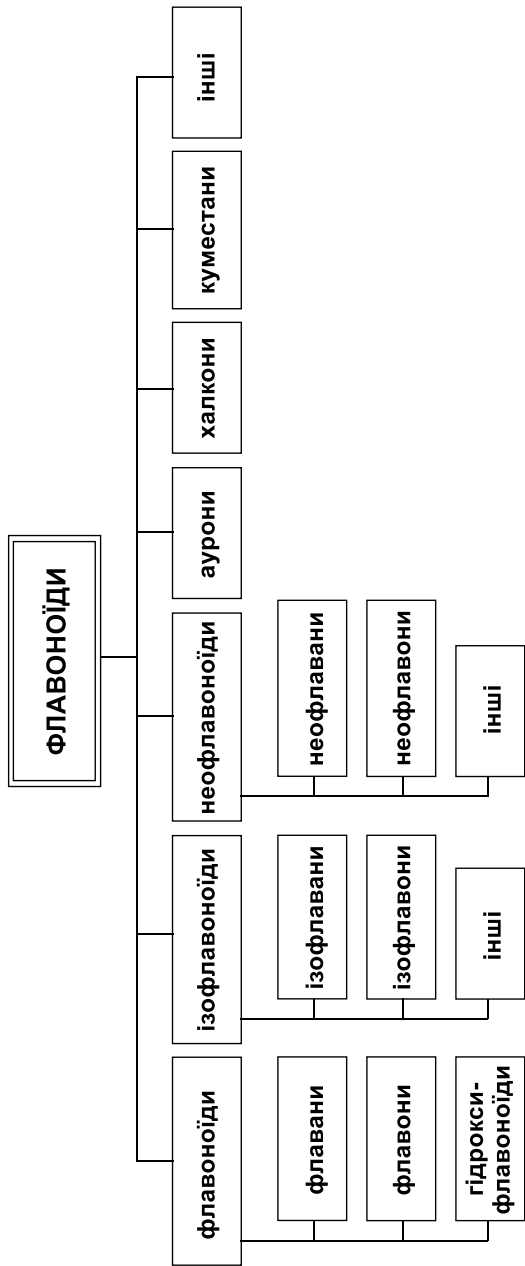 ФЛАВОНОЇДИ
флавоноїди
ізофлавоноїди
неофлавоноїди
аурони
халкони
куместани
інші
флавани
флавони
гідрокси-
флавоноїди
ізофлавани
ізофлавони
інші
неофлавани
неофлавони
інші